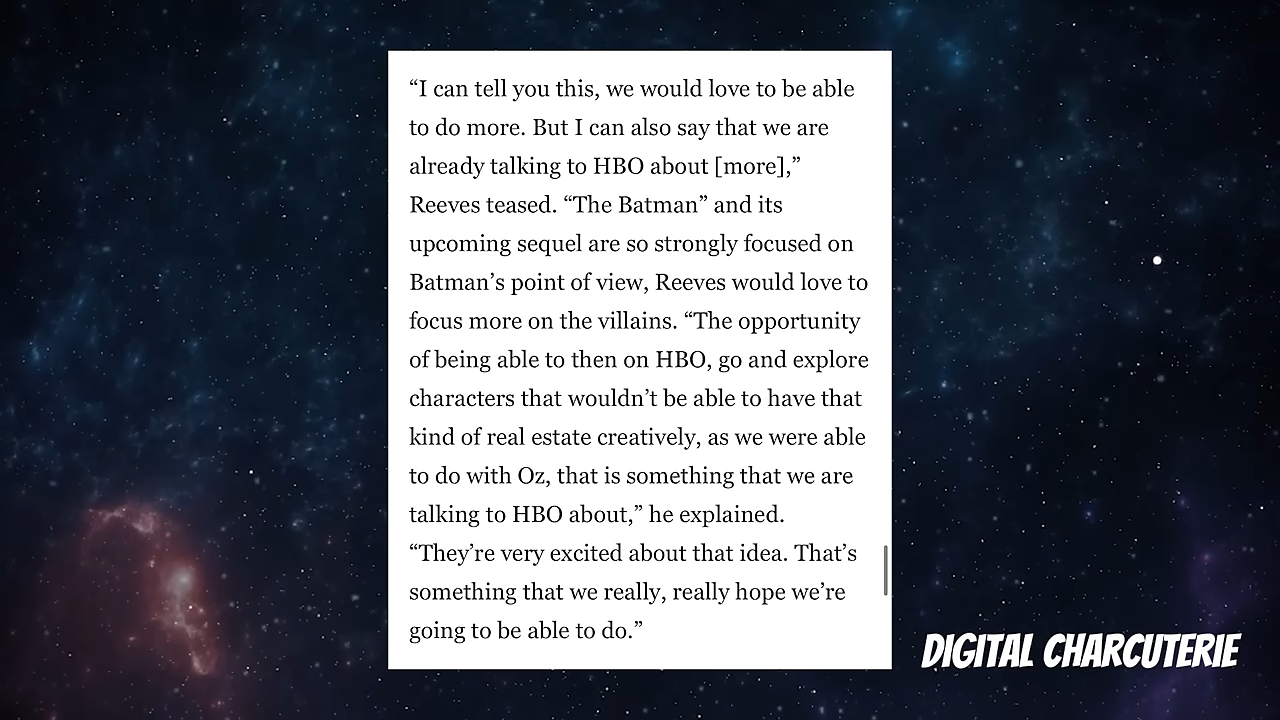 “I can tell you this, we would love to be able
to do more. But I can also say that we are
already talking to HBO about [more],”
Reeves teased. “The Batman” and its
upcoming sequel are so strongly focused on
Batman’s point of view, Reeves would love to
focus more on the villains. “The opportunity
of being able to then on HBO, go and explore
characters that wouldn’t be able to have that
kind of real estate creatively, as we were able
to do with Oz, that is something that we are
talking to HBO about,” he explained.
“They’re very excited about that idea. That’s
something that we really, really hope we’re
going to be able to do.”
DIGITAL CHARCUTERIE